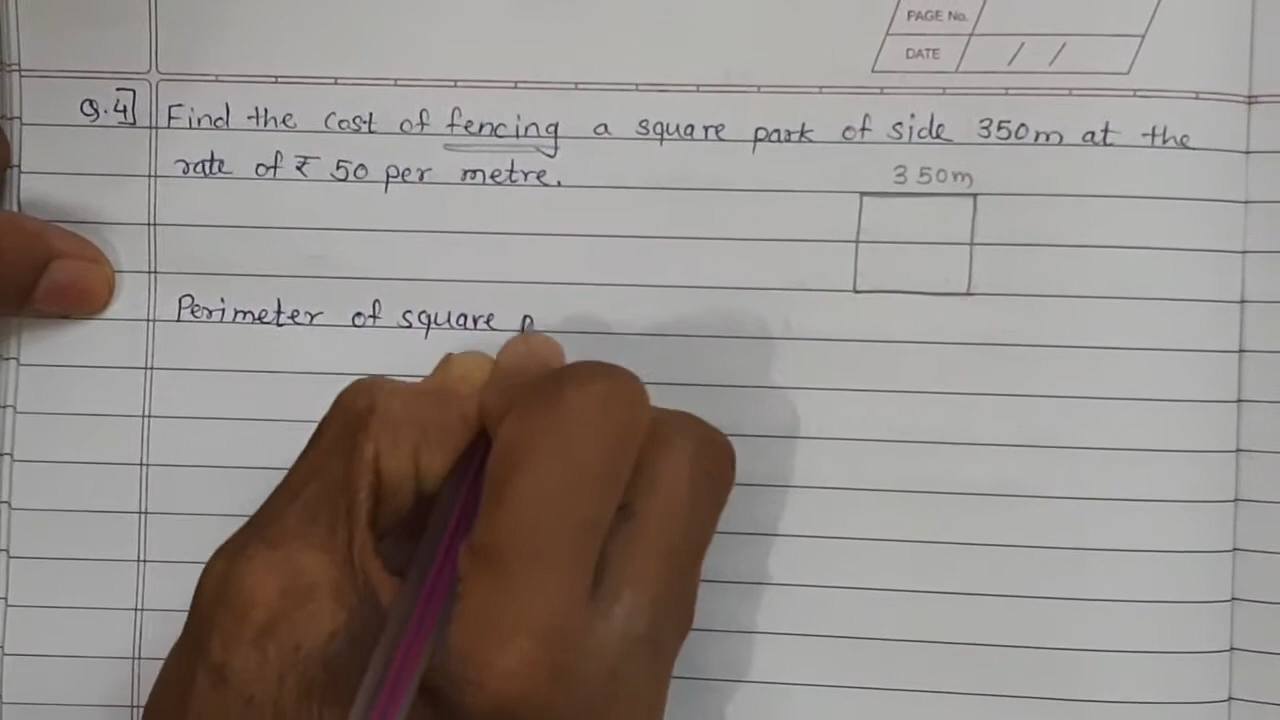 PAGE No.
DATE / /
Q.4] Find the cost of fencing a square park of side 350m at the
rate of ₹ 50 per metre.
350m
Perimeter of square